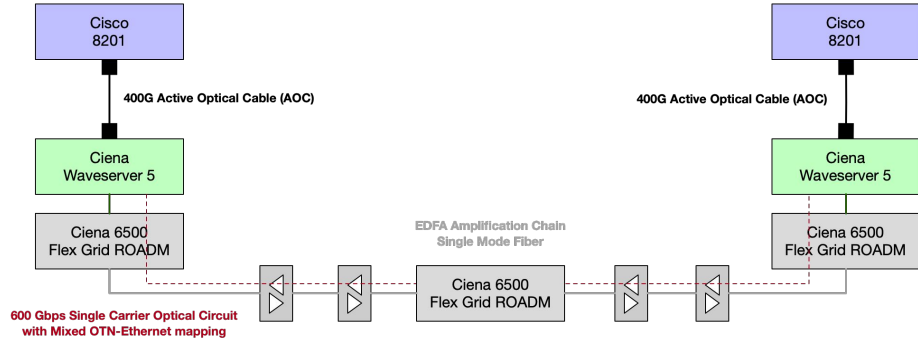 Cisco
8201
Cisco
8201
400G Active Optical Cable (AOC)
400G Active Optical Cable (AOC)
Ciena
Waveserver 5
Ciena
Waveserver 5
Ciena 6500
Flex Grid ROADM
EDFA Amplification Chain
Single Mode Fiber
Ciena 6500
Flex Grid ROADM
Ciena 6500
Flex Grid ROADM
600 Gbps Single Carrier Optical Circuit
with Mixed OTN-Ethernet mapping